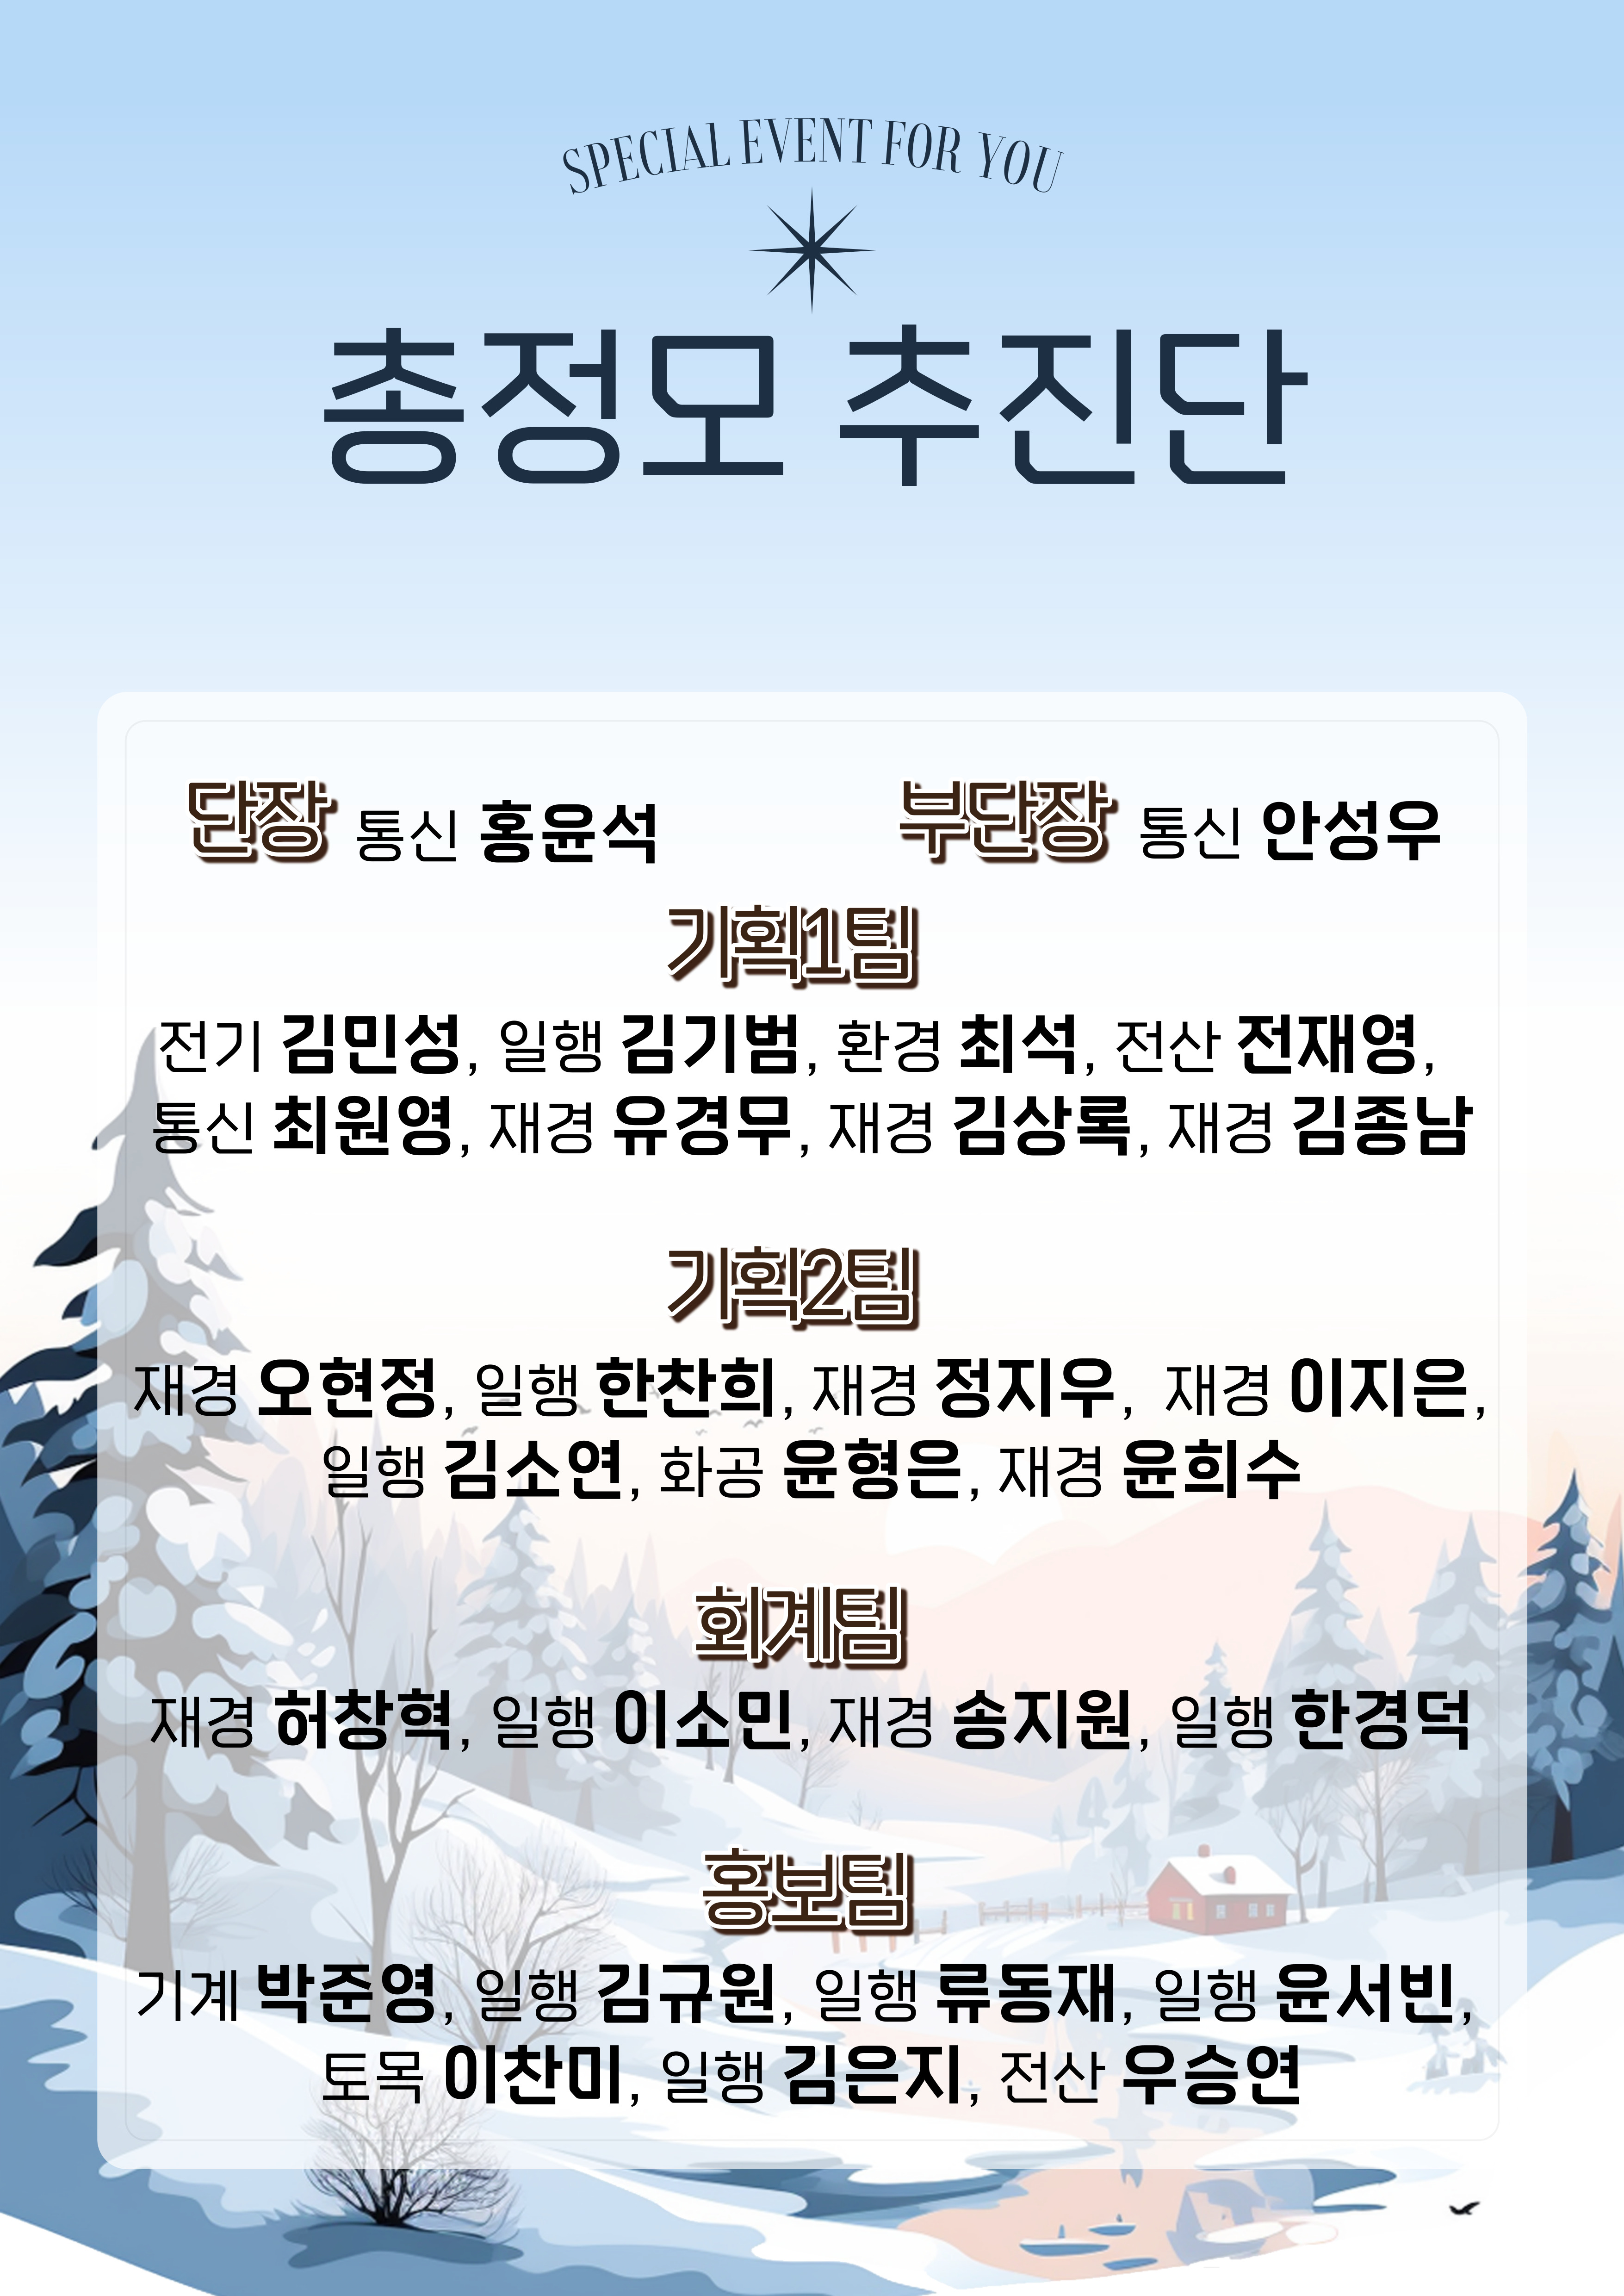 SPECIAL EVENT FOR YOU
총정모 추진단
단장 통신 홍윤석 부단장 통신 안성우
기획1팀
전기 김민성, 일행 김기범, 환경 최석, 전산 전재영,
통신 최원영, 재경 유경무, 재경 김상록, 재경 김종남
기획2팀
재경 오현정, 일행 한찬희, 재경 정지우, 재경 이지은,
일행 김소연, 화공 윤형은, 재경 윤희수
회계팀
재경 허창혁, 일행 이소민, 재경 송지원, 일행 한경덕
홍보팀
기계 박준영, 일행 김규원, 일행 류동재, 일행 윤서빈,
토목 이찬미, 일행 김은지, 전산 우승연